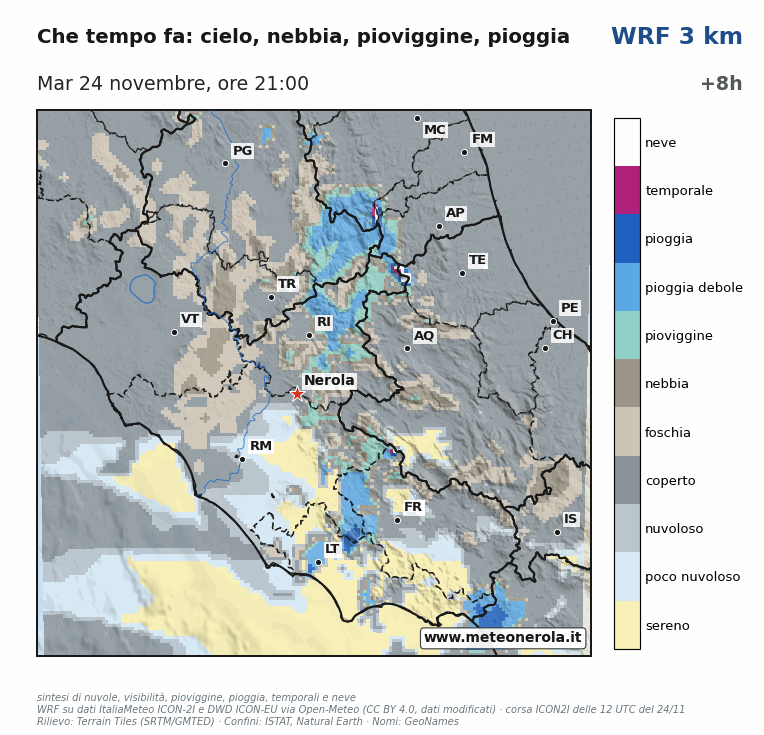 Che tempo fa: cielo, nebbia, pioviggine, pioggia
WRF 3 km
Mar 24 novembre, ore 21:00
+8h
MC
FM
PG
AP
TE
TR
PE
VT
RI
CH
AQ
Nerola
RM
FR
IS
LT
www.meteonerola.it
neve
temporale
pioggia
pioggia debole
pioviggine
nebbia
foschia
coperto
nuvoloso
poco nuvoloso
sereno
sintesi di nuvole, visibilità, pioviggine, pioggia, temporali e neve
WRF su dati ItaliaMeteo ICON-2I e DWD ICON-EU via Open-Meteo (CC BY 4.0, dati modificati) · corsa ICON2I delle 12 UTC del 24/11
Rilievo: Terrain Tiles (SRTM/GMTED) · Confini: ISTAT, Natural Earth · Nomi: GeoNames